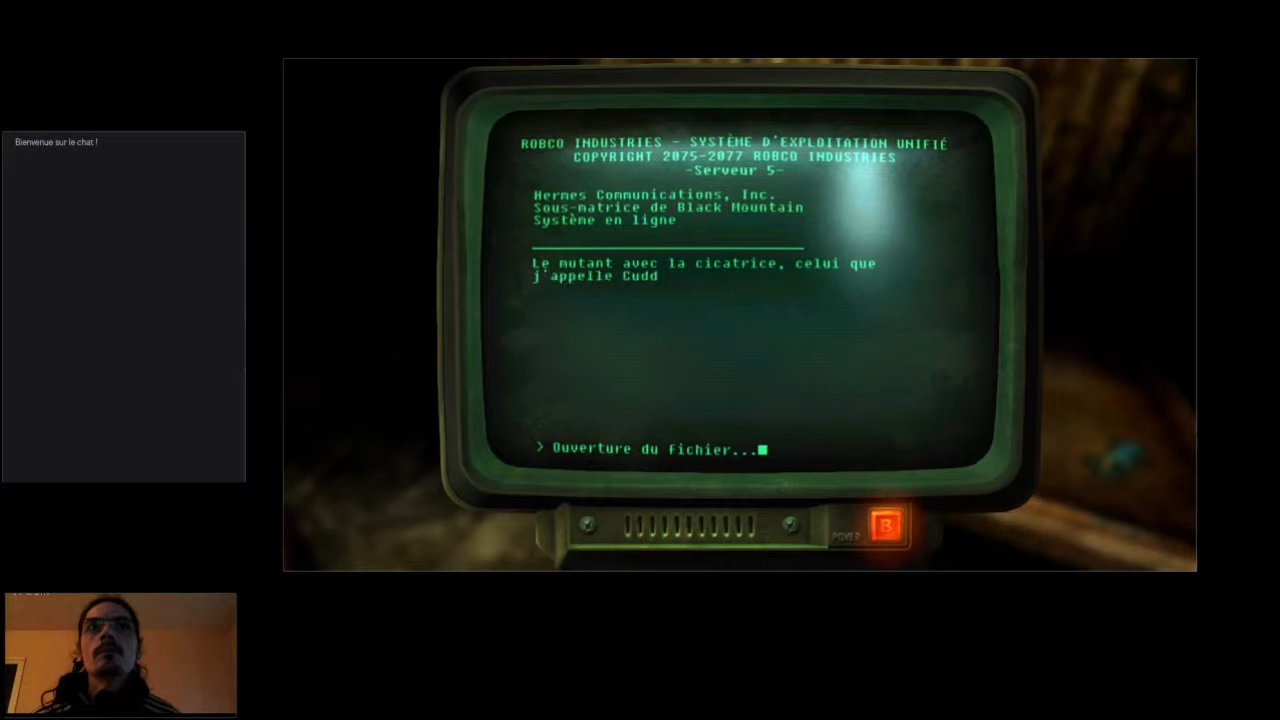 Bienvenue sur le chat !
ROBCO INDUSTRIES - SYSTÈME D'EXPLOITATION UNIFIÉ
COPYRIGHT 2075-2077 ROBCO INDUSTRIES
-Serveur 5-
Hermes Communications, Inc.
Sous-matrice de Black Mountain
Système en ligne
Le mutant avec la cicatrice, celui que
j'appelle Cudd
> Ouverture du fichier...
POWER
B